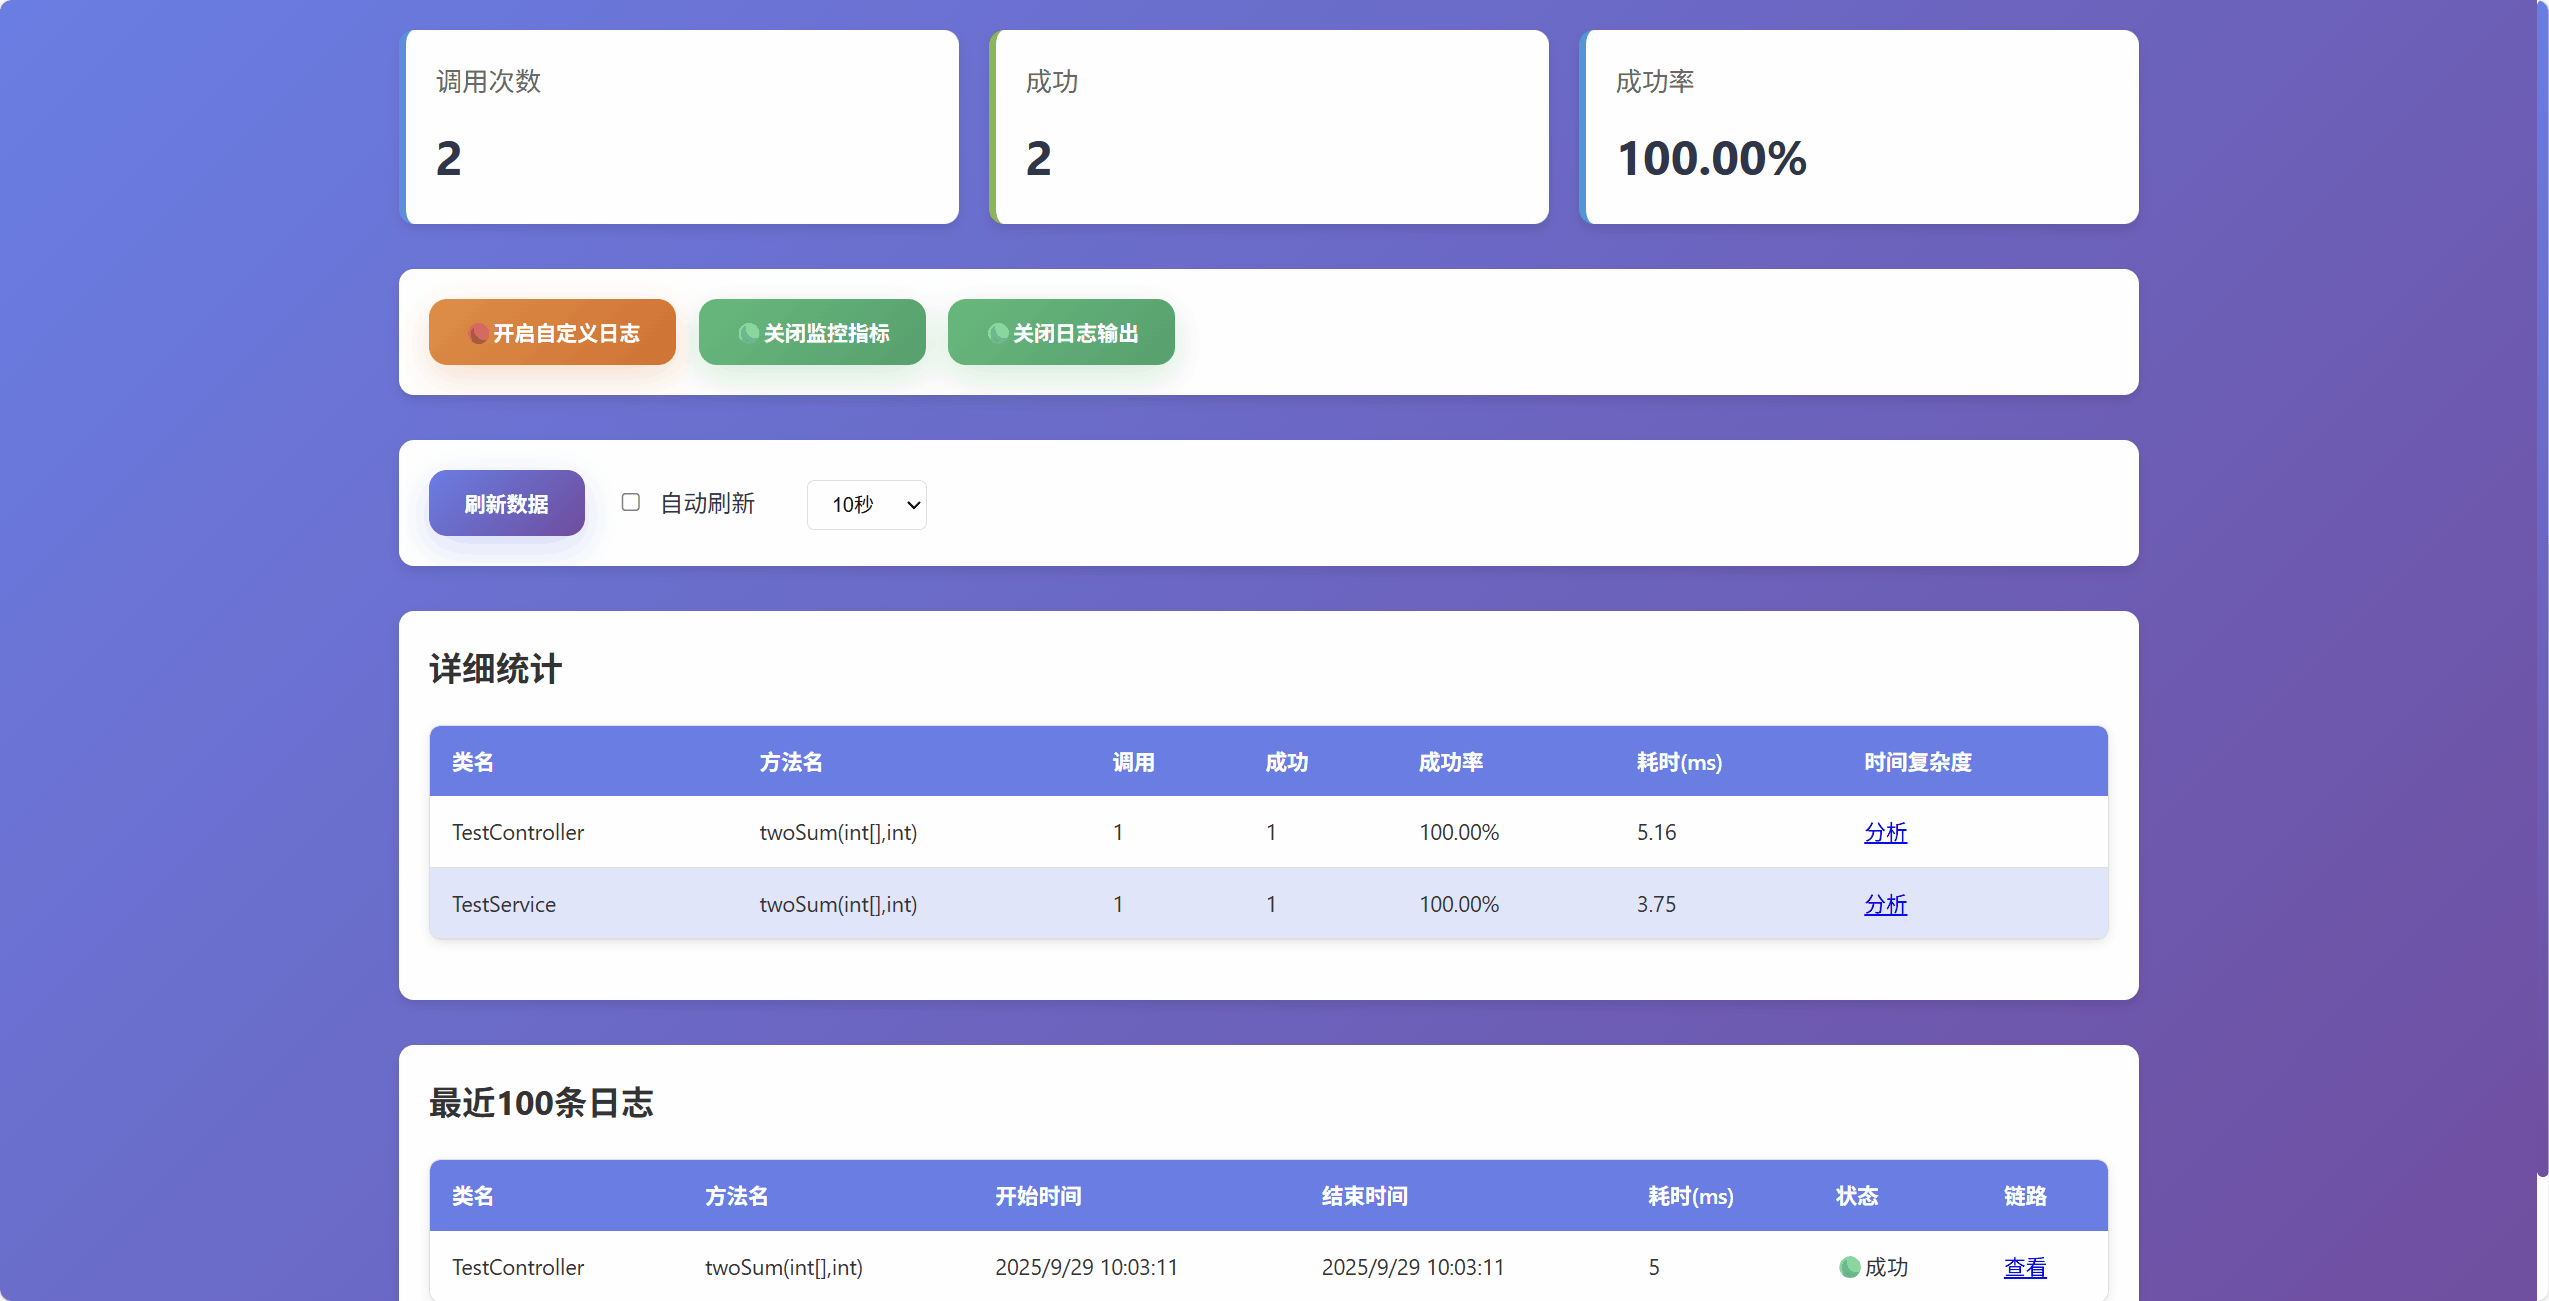 调用次数 成功 成功率
2 2 100.00%
开启自定义日志 关闭监控指标 关闭日志输出
刷新数据 自动刷新 10秒
详细统计
类名 方法名 调用 成功 成功率 耗时(ms) 时间复杂度
TestController twoSum(int[],int) 1 1 100.00% 5.16 分析
TestService twoSum(int[],int) 1 1 100.00% 3.75 分析
最近100条日志
类名 方法名 开始时间 结束时间 耗时(ms) 状态 链路
TestController twoSum(int[],int) 2025/9/29 10:03:11 2025/9/29 10:03:11 5 成功 查看